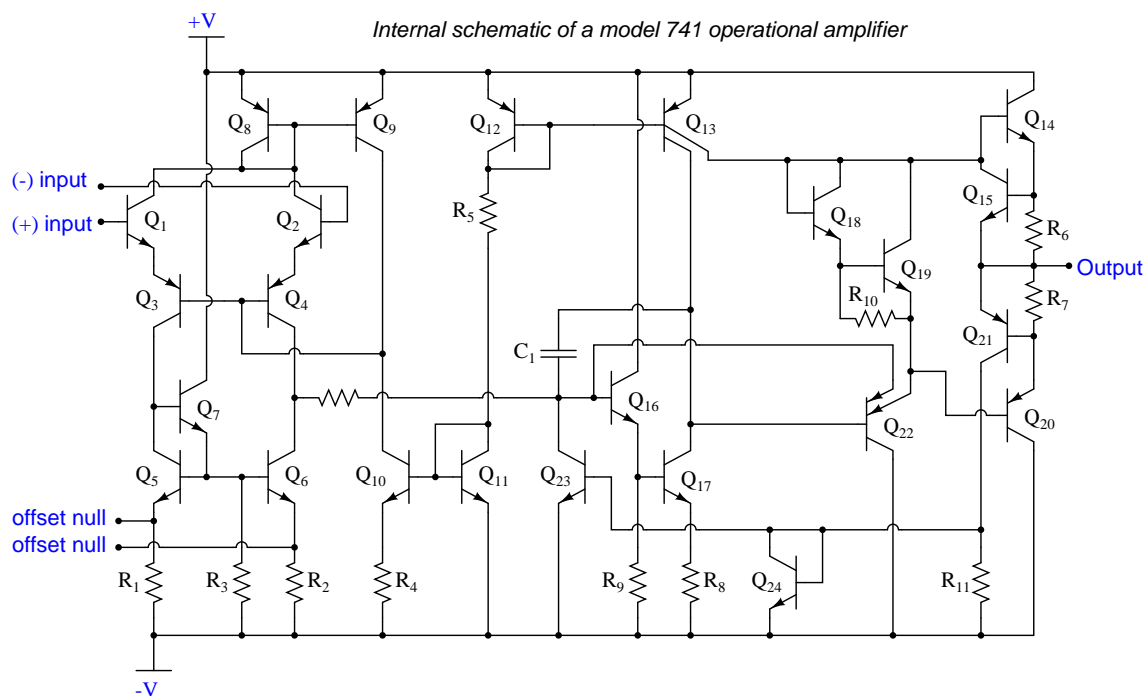 +V
Internal schematic of a model 741 operational amplifier
Q8
Q9
Q12
Q13
Q14
(-) input
(+) input
Q1
Q2
R5
Q18
Q15
R6
Q19
Output
Q3
Q4
R10
R7
C1
Q21
Q7
Q16
Q22
Q20
Q5
Q6
Q10
Q11
Q23
Q17
offset null
offset null
R1
R3
R2
R4
R9
R8
Q24
R11
-V